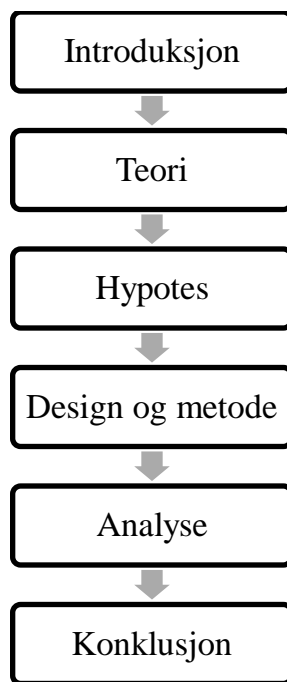 Introduksjon
Teori
Hypotes
Design og metode
Analyse
Konklusjon